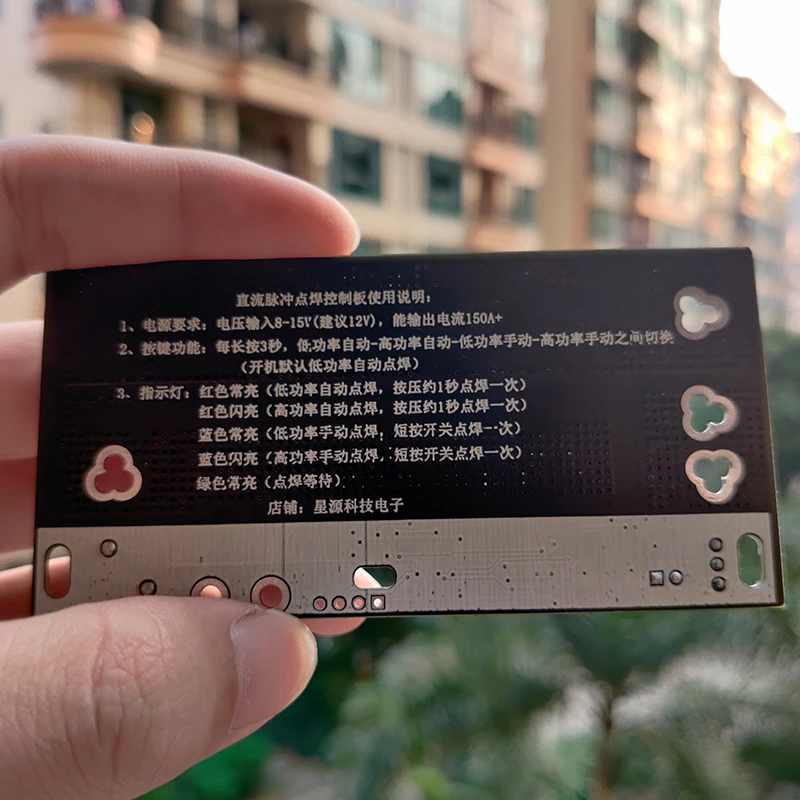 直流脉冲点焊控制板使用说明：
1、电源要求：电压输入8-15V(建议12V)，能输出电流150A+
2、按键功能：每长按3秒，低功率自动-高功率自动-低功率手动-高功率手动之间切换
（开机默认低功率自动点焊）
3、指示灯：红色常亮（低功率自动点焊，按压约1秒点焊一次）
红色闪亮（高功率自动点焊，按压约1秒点焊一次）
蓝色常亮（低功率手动点焊，短按开关点焊一次）
蓝色闪亮（高功率手动点焊，短按开关点焊一次）
绿色常亮（点焊等待）
店铺：星源科技电子